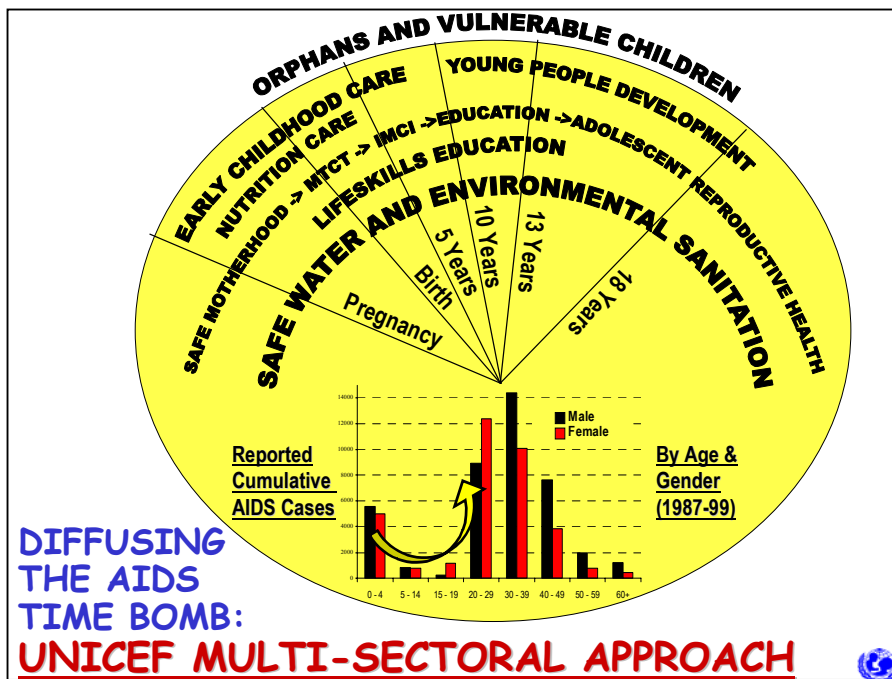 ORPHANS AND VULNERABLE CHILDREN
EARLY CHILDHOOD CARE
YOUNG PEOPLE DEVELOPMENT
NUTRITION CARE
SAFE MOTHERHOOD -> MTCT -> IMCI ->EDUCATION ->ADOLESCENT REPRODUCTIVE HEALTH
LIFESKILLS EDUCATION
SAFE WATER AND ENVIRONMENTAL SANITATION
Pregnancy
Birth
5 Years
10 Years
13 Years
18 Years
Reported
Cumulative
AIDS Cases
14000
12000
10000
8000
6000
4000
2000
0
Male
Female
0 - 4 5 - 14 15 - 19 20 - 29 30 - 39 40 - 49 50 - 59 60+
By Age &
Gender
(1987-99)
DIFFUSING
THE AIDS
TIME BOMB:
UNICEF MULTI-SECTORAL APPROACH